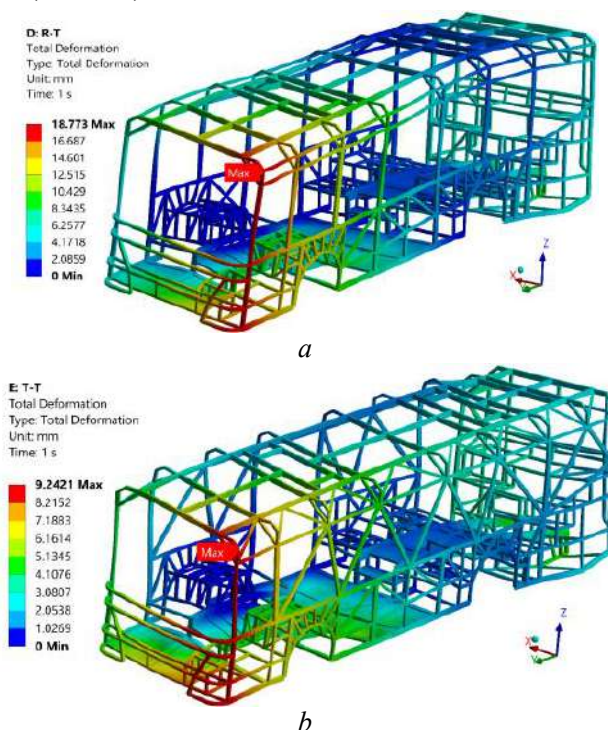 D: R-T
Total Deformation
Type: Total Deformation
Unit: mm
Time: 1 s
18.773 Max
16.687
14.601
12.515
10.429
8.3435
6.2577
4.1718
2.0859
0 Min
Max
Z
X
a
E: T-T
Total Deformation
Type: Total Deformation
Unit: mm
Time: 1 s
9.2421 Max
8.2152
7.1883
6.1614
5.1345
4.1076
3.0807
2.0538
1.0269
0 Min
Max
Z
X
Y
b